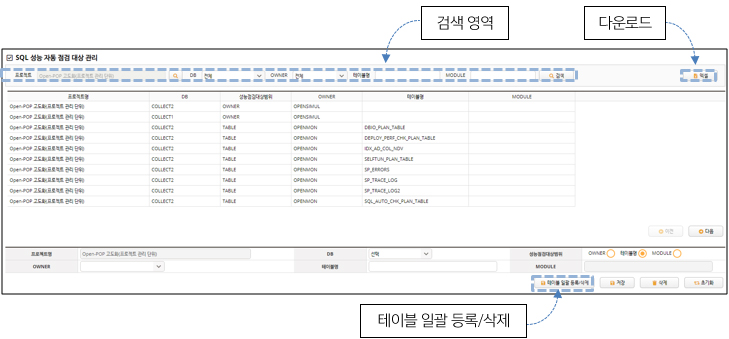 검색 영역
다운로드
SQL 성능 자동 점검 대상 관리
프로젝트 Open-POP 고도화(프로젝트 관리 단위) DB 전체 OWNER 전체 테이블명 MODULE 검색 엑셀
프로젝트명 DB 성능점검대상범위 OWNER 테이블명 MODULE
Open-POP 고도화(프로젝트 관리 단위) COLLECT2 OWNER OPENSIMUL
Open-POP 고도화(프로젝트 관리 단위) COLLECT1 OWNER OPENSIMUL
Open-POP 고도화(프로젝트 관리 단위) COLLECT2 TABLE OPENMON DBXO_PLAN_TABLE
Open-POP 고도화(프로젝트 관리 단위) COLLECT2 TABLE OPENMON DEPLOY_PERF_CHK_PLAN_TABLE
Open-POP 고도화(프로젝트 관리 단위) COLLECT2 TABLE OPENMON IDX_AD_COL_NDV
Open-POP 고도화(프로젝트 관리 단위) COLLECT2 TABLE OPENMON SELFTUN_PLAN_TABLE
Open-POP 고도화(프로젝트 관리 단위) COLLECT2 TABLE OPENMON SP_ERRORS
Open-POP 고도화(프로젝트 관리 단위) COLLECT2 TABLE OPENMON SP_TRACE_LOG
Open-POP 고도화(프로젝트 관리 단위) COLLECT2 TABLE OPENMON SP_TRACE_LOG2
Open-POP 고도화(프로젝트 관리 단위) COLLECT2 TABLE OPENMON SQL_AUTO_CHK_PLAN_TABLE
이전 다음
프로젝트명 Open-POP 고도화(프로젝트 관리 단위) DB 선택 성능점검대상범위 OWNER 테이블명 MODULE
OWNER 테이블명 MODULE
테이블 일괄 등록/삭제 저장 삭제 초기화
테이블 일괄 등록/삭제